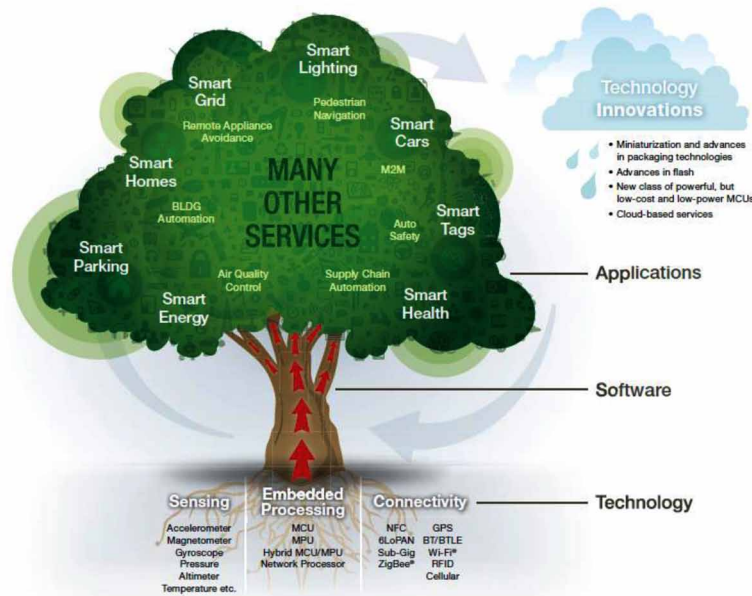 Smart
Lighting
Smart
Grid
Pedestrian
Navigation
Remote Appliance
Avoidance
Smart
Cars
Smart
Homes
M2M
MANY
OTHER
SERVICES
BLDG
Automation
Smart
Tags
Auto
Safety
Smart
Parking
Air Quality
Control
Supply Chain
Automation
Smart
Energy
Smart
Health
Technology
Innovations
• Miniaturization and advances
in packaging technologies
• Advances in flash
• New class of powerful, but
low-cost and low-power MCUs
• Cloud-based services
Applications
Software
Technology
Sensing
Accelerometer
Magnetometer
Gyroscope
Pressure
Altimeter
Temperature etc.
Embedded
Processing
MCU
MPU
Hybrid MCU/MPU
Network Processor
Connectivity
NFC
6LoPAN
Sub-Gig
ZigBee®
GPS
BT/BTLE
Wi-Fi®
RFID
Cellular